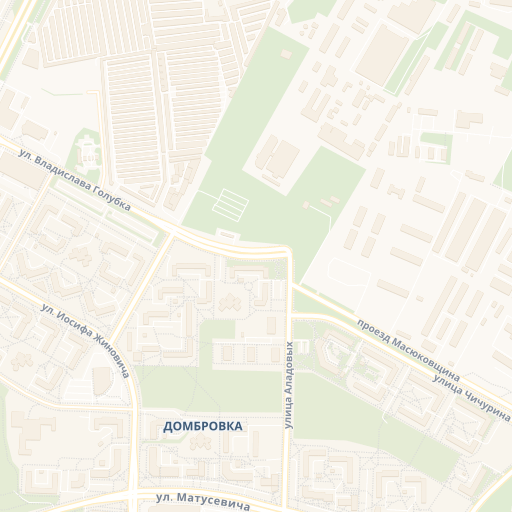 ул. Владислава Голубка
ул. Иосифа Жиновича
проезд Масюковщина
улица Чичурина
улица Аладовых
ДОМБРОВКА
ул. Матусевича